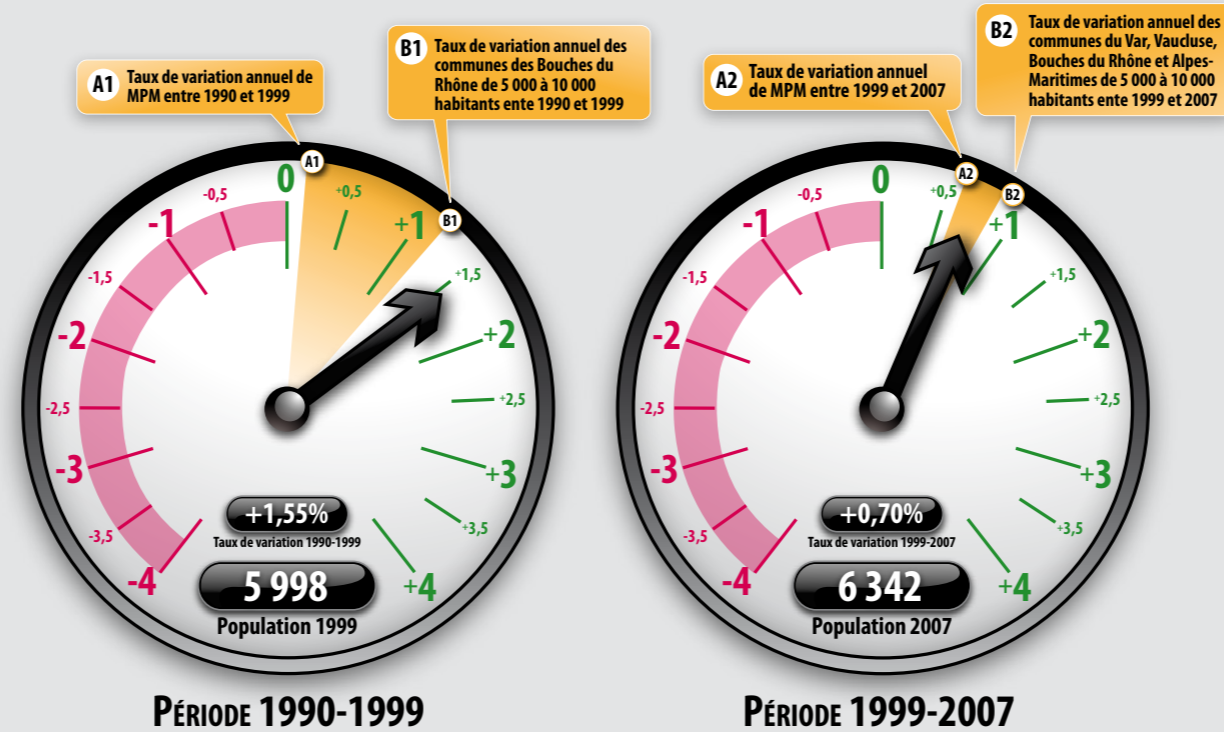 A1 Taux de variation annuel de
MPM entre 1990 et 1999
B1 Taux de variation annuel des
communes des Bouches du
Rhône de 5 000 à 10 000
habitants ente 1990 et 1999
A1
B1
0
-0,5
-1
-1,5
-2
-2,5
-3
-3,5
-4
+0,5
+1
+1,5
+2
+2,5
+3
+3,5
+4
+1,55%
Taux de variation 1990-1999
5 998
Population 1999
PÉRIODE 1990-1999
A2 Taux de variation annuel
de MPM entre 1999 et 2007
B2 Taux de variation annuel des
communes du Var, Vaucluse,
Bouches du Rhône et Alpes-
Maritimes de 5 000 à 10 000
habitants ente 1999 et 2007
A2
B2
0
-0,5
-1
-1,5
-2
-2,5
-3
-3,5
-4
+0,5
+1
+1,5
+2
+2,5
+3
+3,5
+4
+0,70%
Taux de variation 1999-2007
6 342
Population 2007
PÉRIODE 1999-2007